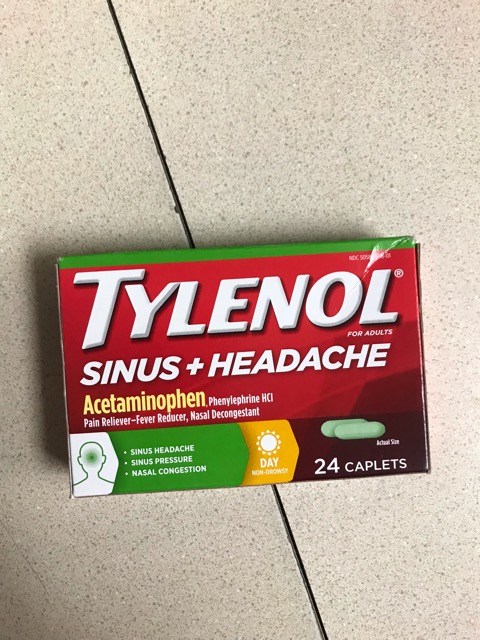 TYLENOL®
FOR ADULTS
SINUS + HEADACHE
Acetaminophen, Phenylephrine HCl
Pain Reliever–Fever Reducer, Nasal Decongestant
• SINUS HEADACHE
• SINUS PRESSURE
• NASAL CONGESTION
DAY
NON-DROWSY
Actual Size
24 CAPLETS